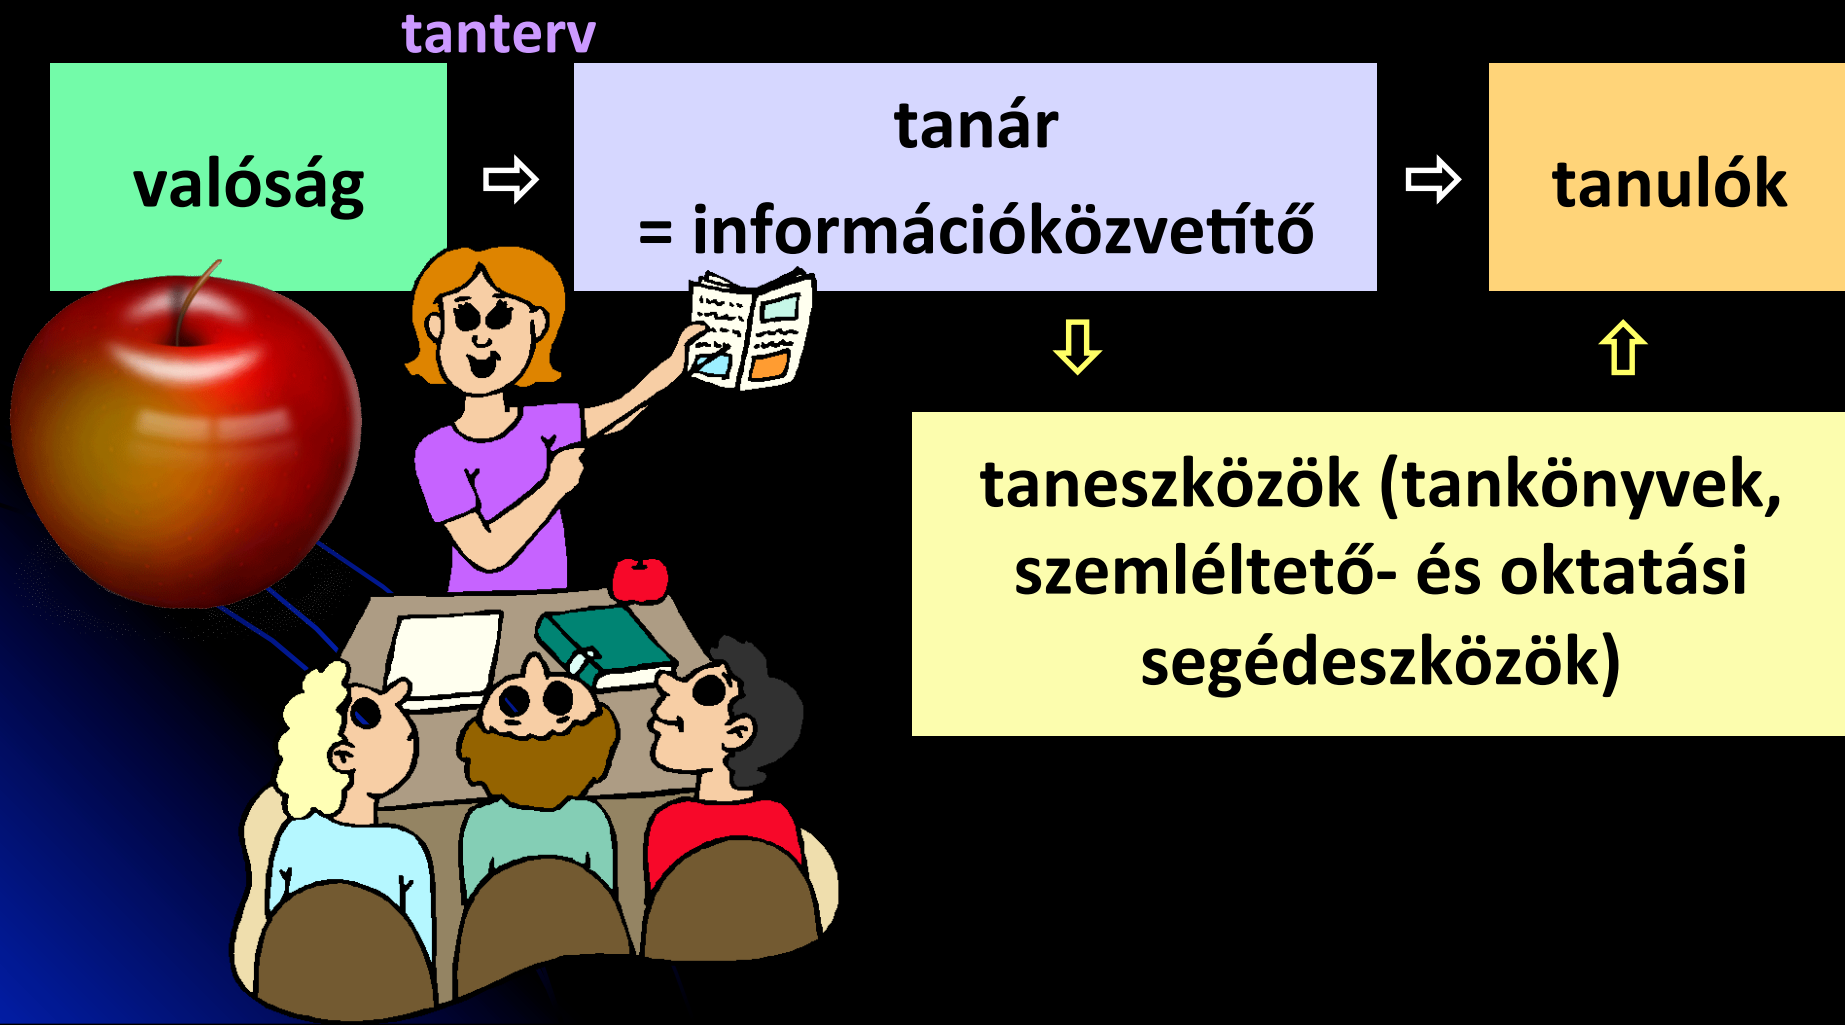 tanterv
valóság
tanár
= információközvetítő
tanulók
taneszközök (tankönyvek,
szemléltető- és oktatási
segédeszközök)